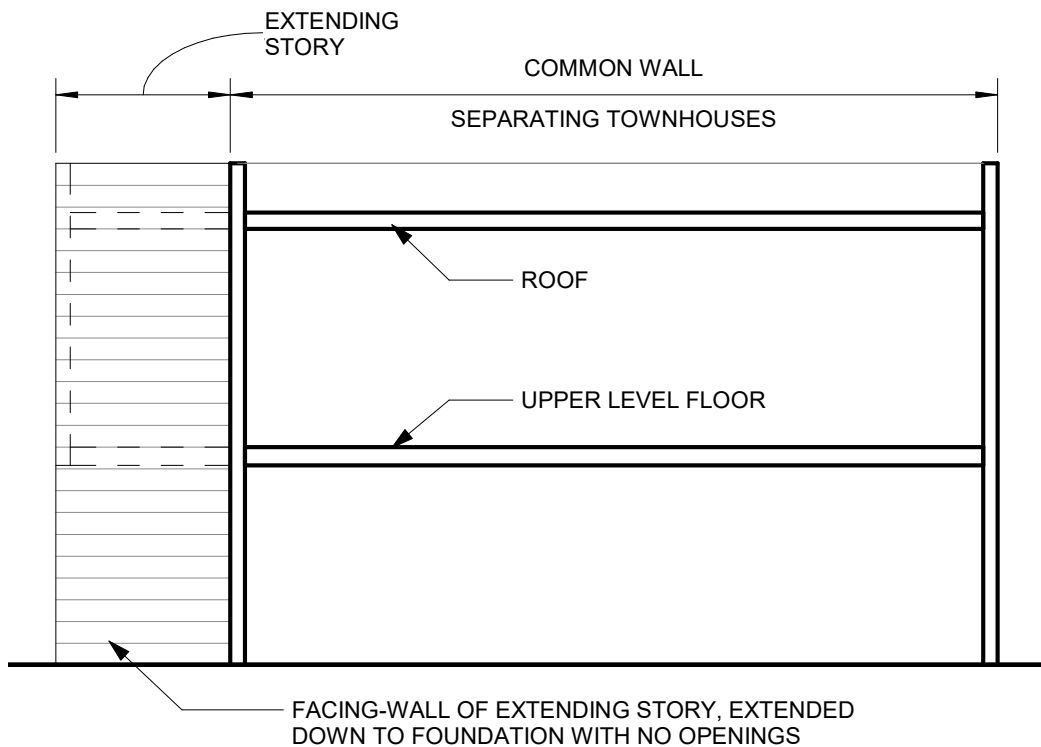 EXTENDING
STORY
COMMON WALL
SEPARATING TOWNHOUSES
ROOF
UPPER LEVEL FLOOR
FACING-WALL OF EXTENDING STORY, EXTENDED
DOWN TO FOUNDATION WITH NO OPENINGS